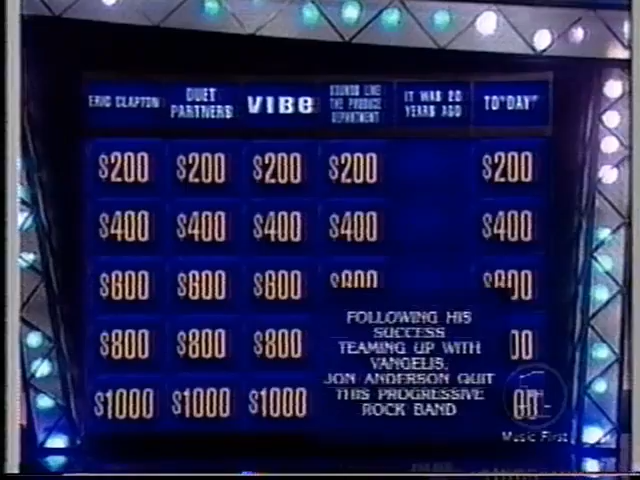 ERIC CLAPTON
DUET
PARTNERS
VIBE
SOUNDS LIKE
THE PRODUCE
DEPARTMENT
IT WAS 20
YEARS AGO
TO"DAY"
$200 $200 $200 $200 $200
$400 $400 $400 $400 $400
$600 $600 $600
$800 $800 $800
$1000 $1000 $1000
FOLLOWING HIS
SUCCESS
TEAMING UP WITH
VANGELIS,
JON ANDERSON QUIT
THIS PROGRESSIVE
ROCK BAND
Music First